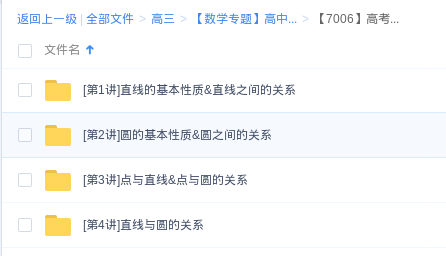 返回上一级 | 全部文件 > 高三 > 【数学专题】高中... > 【7006】高考...
文件名
[第1讲]直线的基本性质&直线之间的关系
[第2讲]圆的基本性质&圆之间的关系
[第3讲]点与直线&点与圆的关系
[第4讲]直线与圆的关系